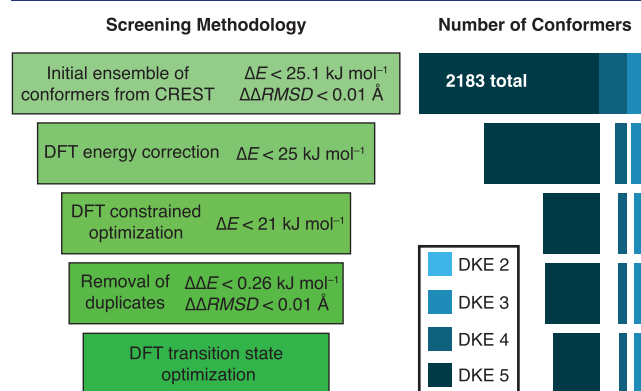 Screening Methodology
Number of Conformers
Initial ensemble of ΔE < 25.1 kJ mol⁻¹
conformers from CREST ΔΔRMSD < 0.01 Å
2183 total
DFT energy correction ΔE < 25 kJ mol⁻¹
DFT constrained
optimization ΔE < 21 kJ mol⁻¹
Removal of ΔΔE < 0.26 kJ mol⁻¹
duplicates ΔΔRMSD < 0.01 Å
DFT transition state
optimization
DKE 2
DKE 3
DKE 4
DKE 5